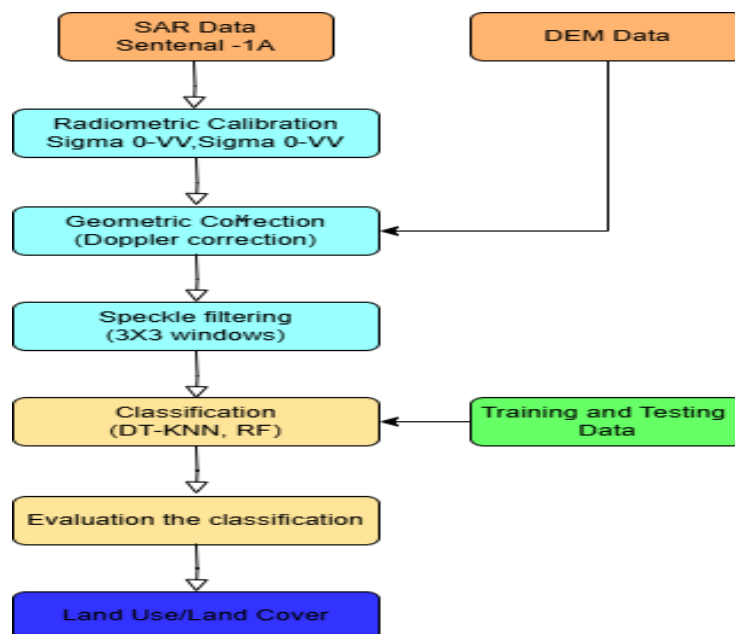 SAR Data
Sentenal -1A
DEM Data
Radiometric Calibration
Sigma 0-VV,Sigma 0-VV
Geometric Correction
(Doppler correction)
Speckle filtering
(3X3 windows)
Classification
(DT-KNN, RF)
Training and Testing
Data
Evaluation the classification
Land Use/Land Cover